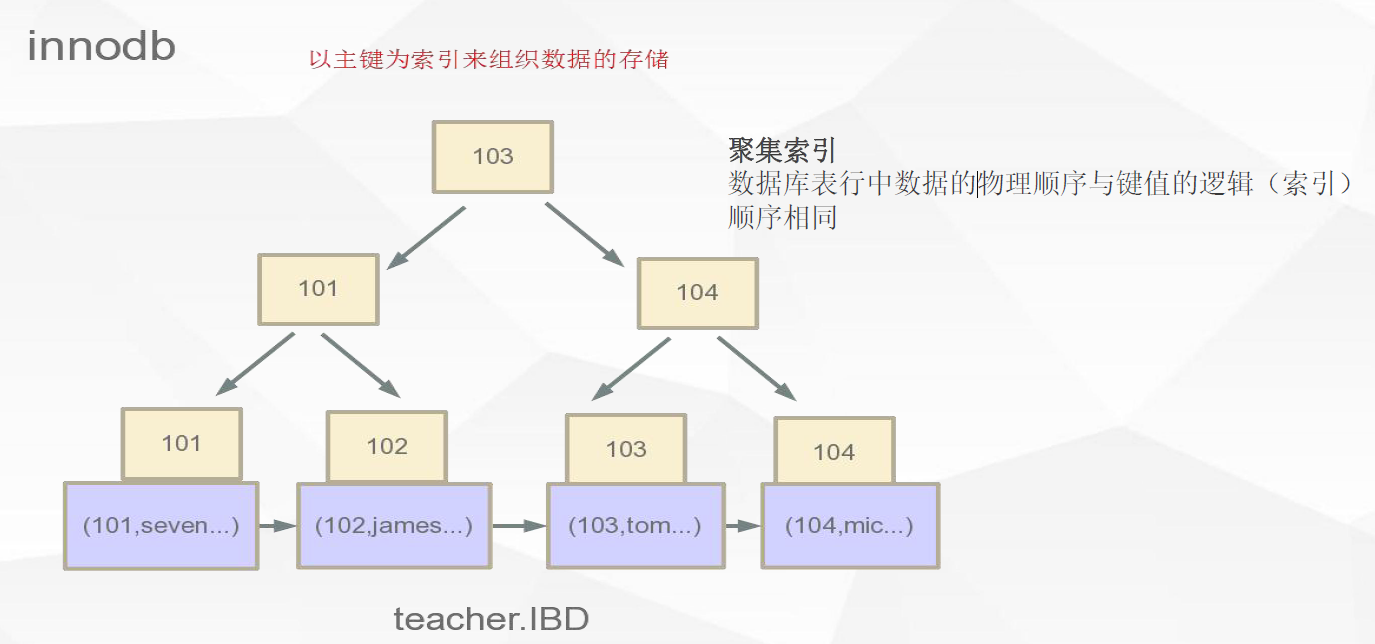 innodb
以主键为索引来组织数据的存储
103
聚集索引
数据库表行中数据的物理顺序与键值的逻辑（索引）
顺序相同
101
104
101
102
103
104
(101,seven...)
(102,james...)
(103,tom...)
(104,mic...)
teacher.IBD